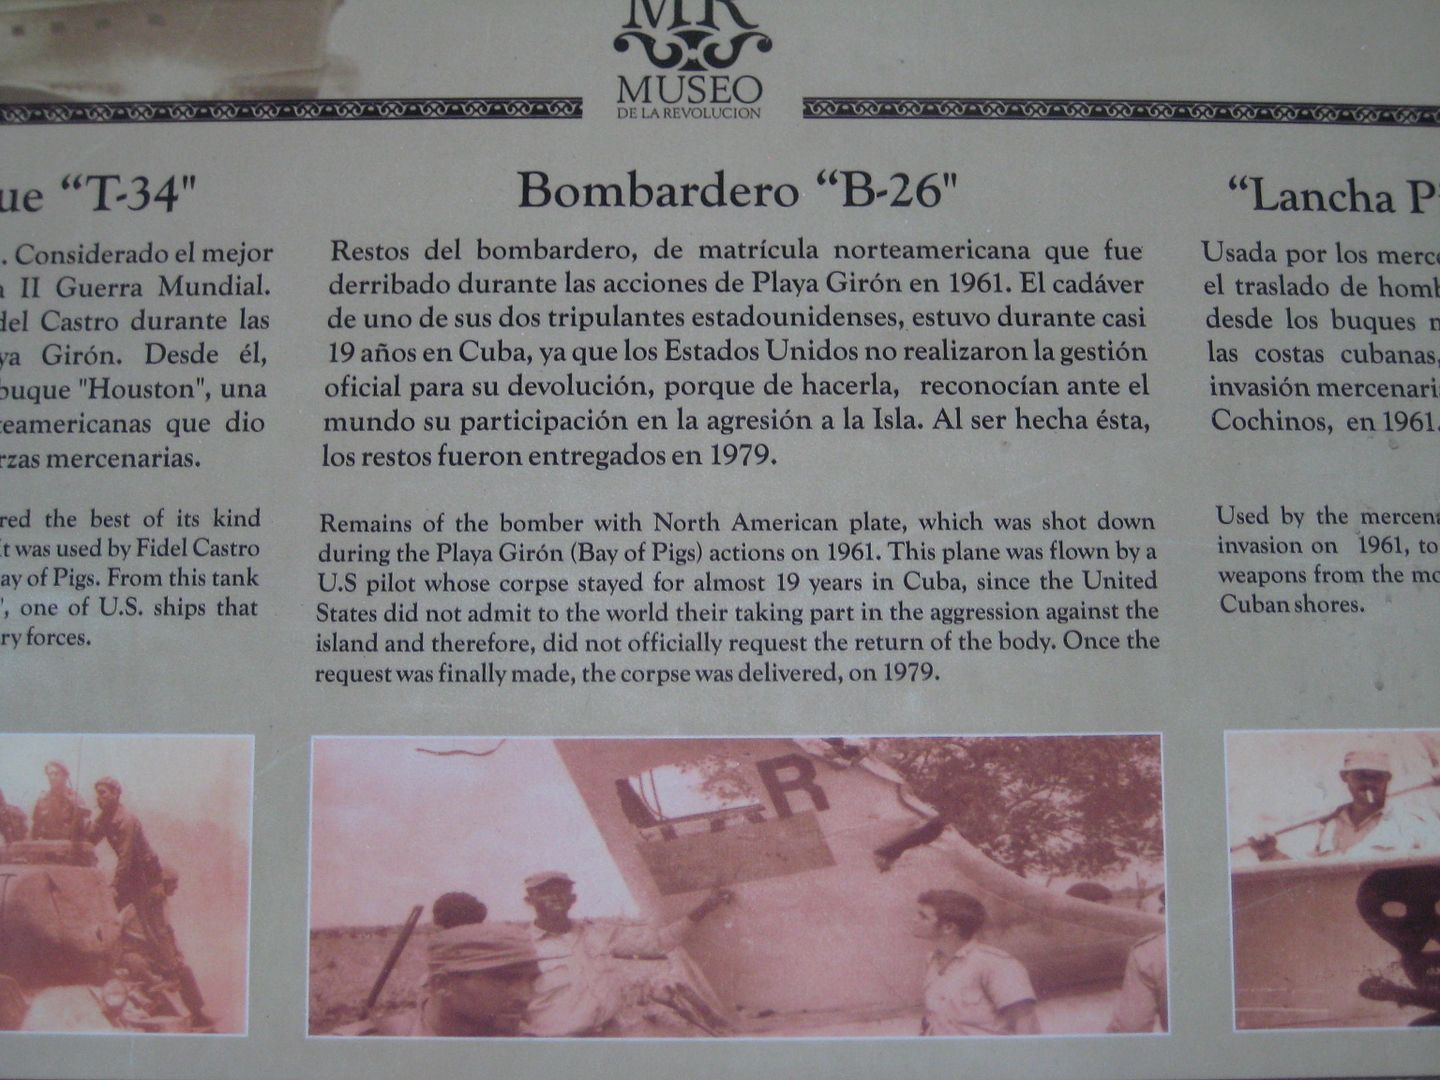 MR
MUSEO
DE LA REVOLUCION
ue “T-34"
. Considerado el mejor
a II Guerra Mundial.
del Castro durante las
ya Girón. Desde él,
buque "Houston", una
teamericanas que dio
rzas mercenarias.
red the best of its kind
It was used by Fidel Castro
ay of Pigs. From this tank
", one of U.S. ships that
ry forces.
Bombardero “B-26"
Restos del bombardero, de matrícula norteamericana que fue
derribado durante las acciones de Playa Girón en 1961. El cadáver
de uno de sus dos tripulantes estadounidenses, estuvo durante casi
19 años en Cuba, ya que los Estados Unidos no realizaron la gestión
oficial para su devolución, porque de hacerla, reconocían ante el
mundo su participación en la agresión a la Isla. Al ser hecha ésta,
los restos fueron entregados en 1979.
Remains of the bomber with North American plate, which was shot down
during the Playa Girón (Bay of Pigs) actions on 1961. This plane was flown by a
U.S pilot whose corpse stayed for almost 19 years in Cuba, since the United
States did not admit to the world their taking part in the aggression against the
island and therefore, did not officially request the return of the body. Once the
request was finally made, the corpse was delivered, on 1979.
R
“Lancha P
Usada por los merce
el traslado de homb
desde los buques m
las costas cubanas,
invasión mercenari
Cochinos, en 1961.
Used by the mercena
invasion on 1961, to
weapons from the mo
Cuban shores.